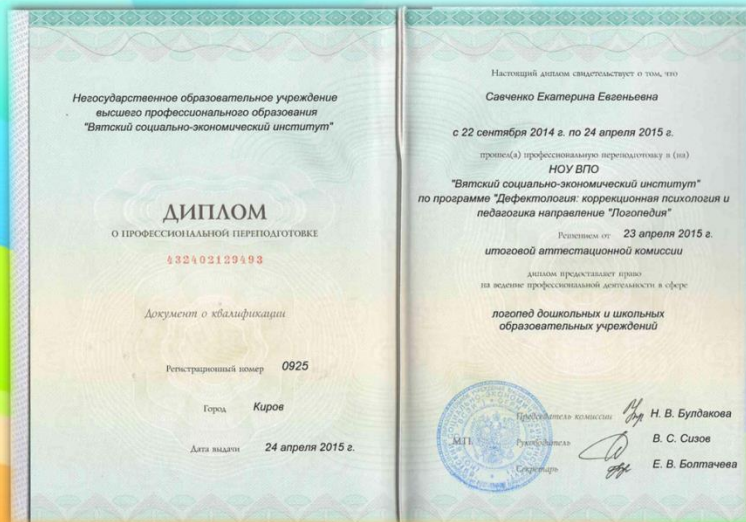 Негосударственное образовательное учреждение
высшего профессионального образования
"Вятский социально-экономический институт"
ДИПЛОМ
О ПРОФЕССИОНАЛЬНОЙ ПЕРЕПОДГОТОВКЕ
432402129493
Документ о квалификации
Регистрационный номер 0925
Город Киров
Дата выдачи 24 апреля 2015 г.
Настоящий диплом свидетельствует о том, что
Савченко Екатерина Евгеньевна
с 22 сентября 2014 г. по 24 апреля 2015 г.
прошел(а) профессиональную переподготовку в (на)
НОУ ВПО
"Вятский социально-экономический институт"
по программе "Дефектология: коррекционная психология и
педагогика направление "Логопедия"
Решением от 23 апреля 2015 г.
итоговой аттестационной комиссии
диплом предоставляет право
на ведение профессиональной деятельности в сфере
логопед дошкольных и школьных
образовательных учреждений
Председатель комиссии Н. В. Булдакова
М.П. Руководитель В. С. Сизов
Секретарь Е. В. Болтачева